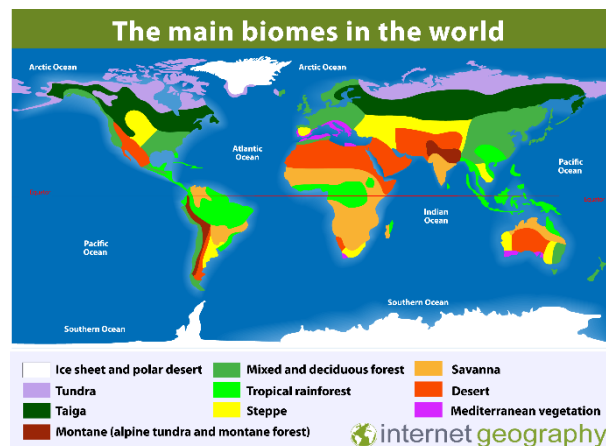 The main biomes in the world
Arctic Ocean
Arctic Ocean
Atlantic
Ocean
Pacific
Ocean
Indian
Ocean
Pacific
Ocean
Southern Ocean
Southern Ocean
Ice sheet and polar desert
Mixed and deciduous forest
Savanna
Tundra
Tropical rainforest
Desert
Taiga
Steppe
Mediterranean vegetation
Montane (alpine tundra and montane forest)
internet geography